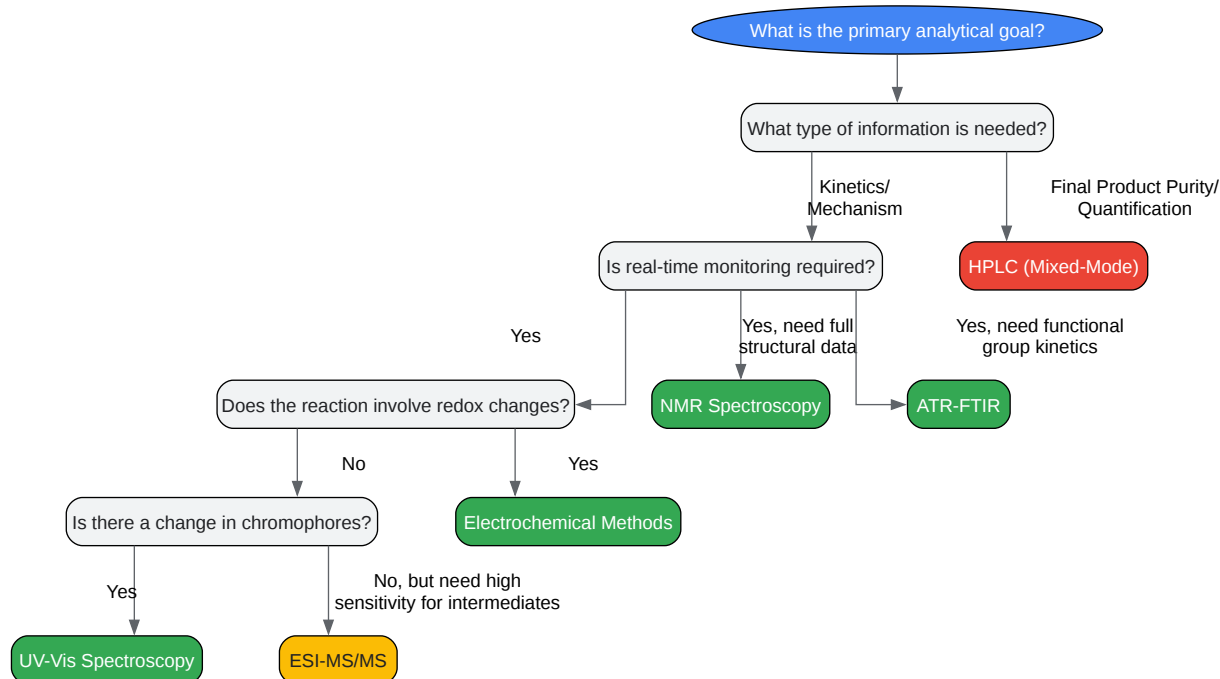 What is the primary analytical goal?
What type of information is needed?
Kinetics/
Mechanism
Final Product Purity/
Quantification
Is real-time monitoring required?
HPLC (Mixed-Mode)
Yes
Yes, need full
structural data
Yes, need functional
group kinetics
Does the reaction involve redox changes?
NMR Spectroscopy
ATR-FTIR
No
Yes
Is there a change in chromophores?
Electrochemical Methods
Yes
No, but need high
sensitivity for intermediates
UV-Vis Spectroscopy
ESI-MS/MS